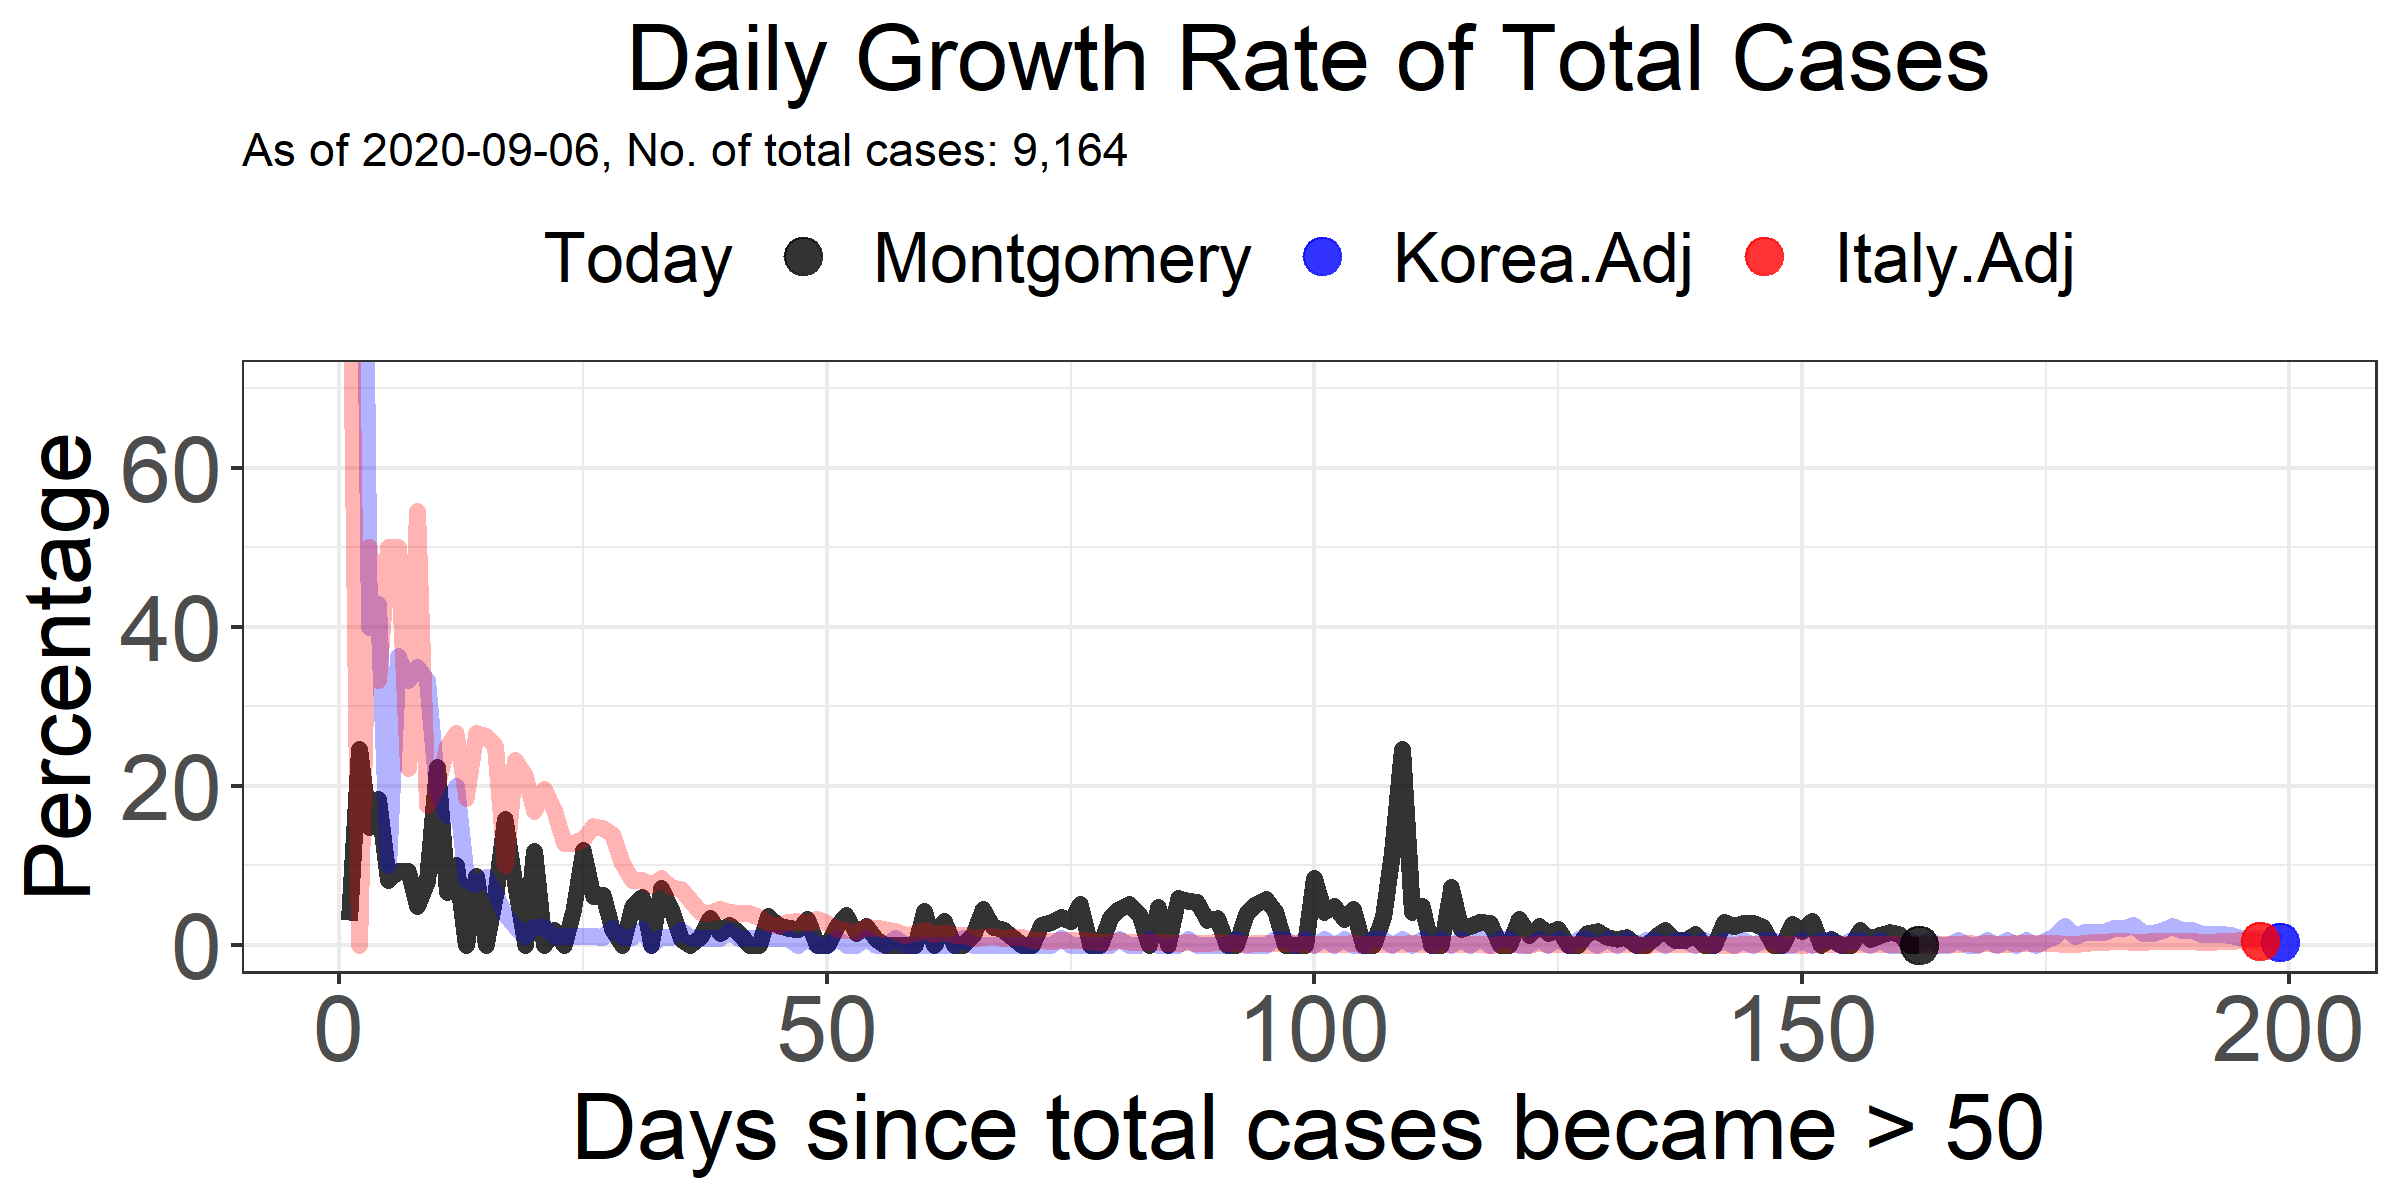 Daily Growth Rate of Total Cases
As of 2020-09-06, No. of total cases: 9,164
Today Montgomery Korea.Adj Italy.Adj
Percentage
60
40
20
0
0 50 100 150 200
Days since total cases became > 50